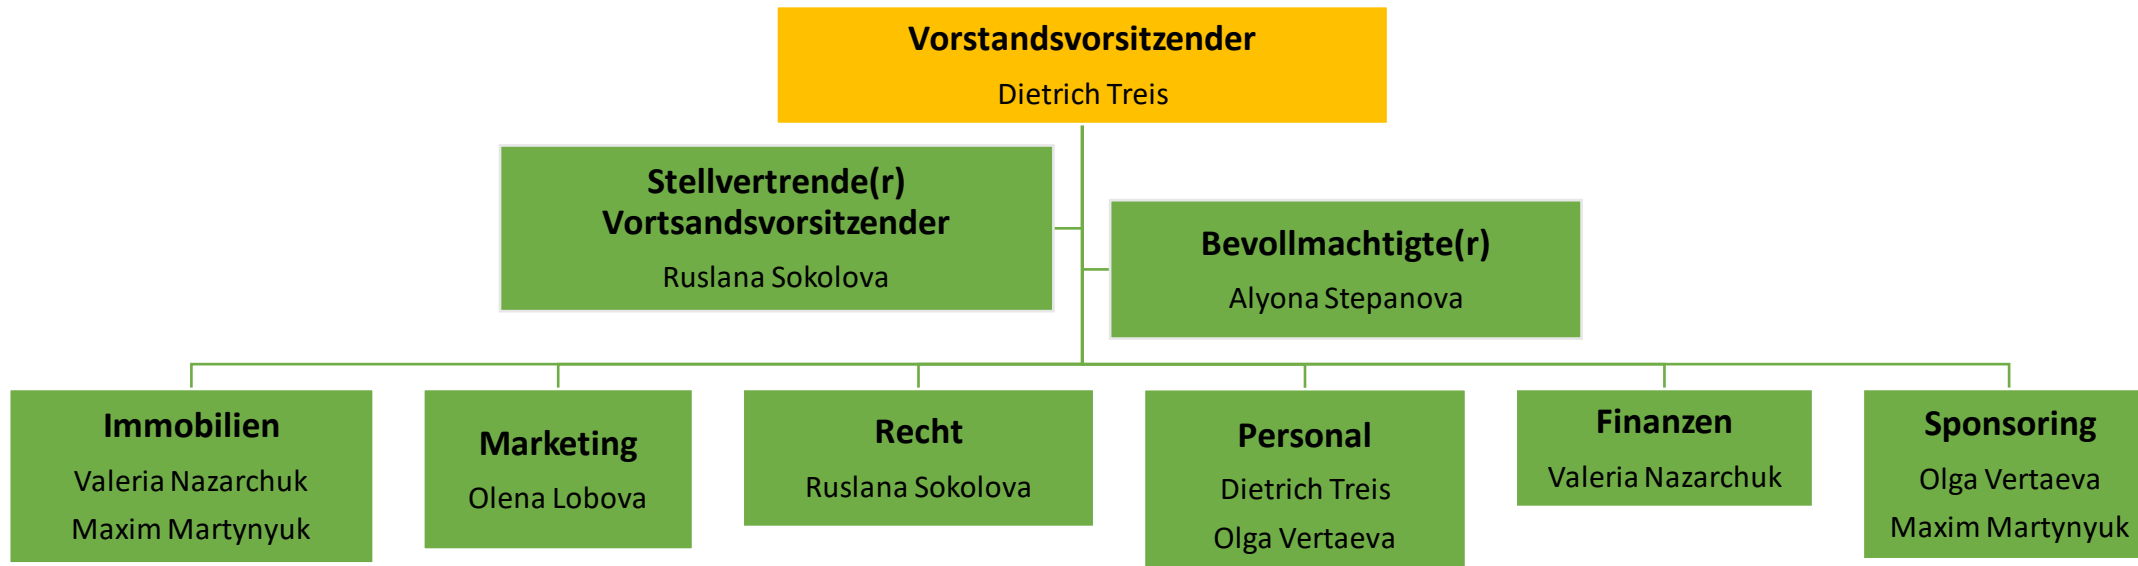 Vorstandsvorsitzender
Dietrich Treis
Stellvertrende(r)
Vortsandsvorsitzender
Ruslana Sokolova
Bevollmachtigte(r)
Alyona Stepanova
Immobilien
Valeria Nazarchuk
Maxim Martynyuk
Marketing
Olena Lobova
Recht
Ruslana Sokolova
Personal
Dietrich Treis
Olga Vertaeva
Finanzen
Valeria Nazarchuk
Sponsoring
Olga Vertaeva
Maxim Martynyuk